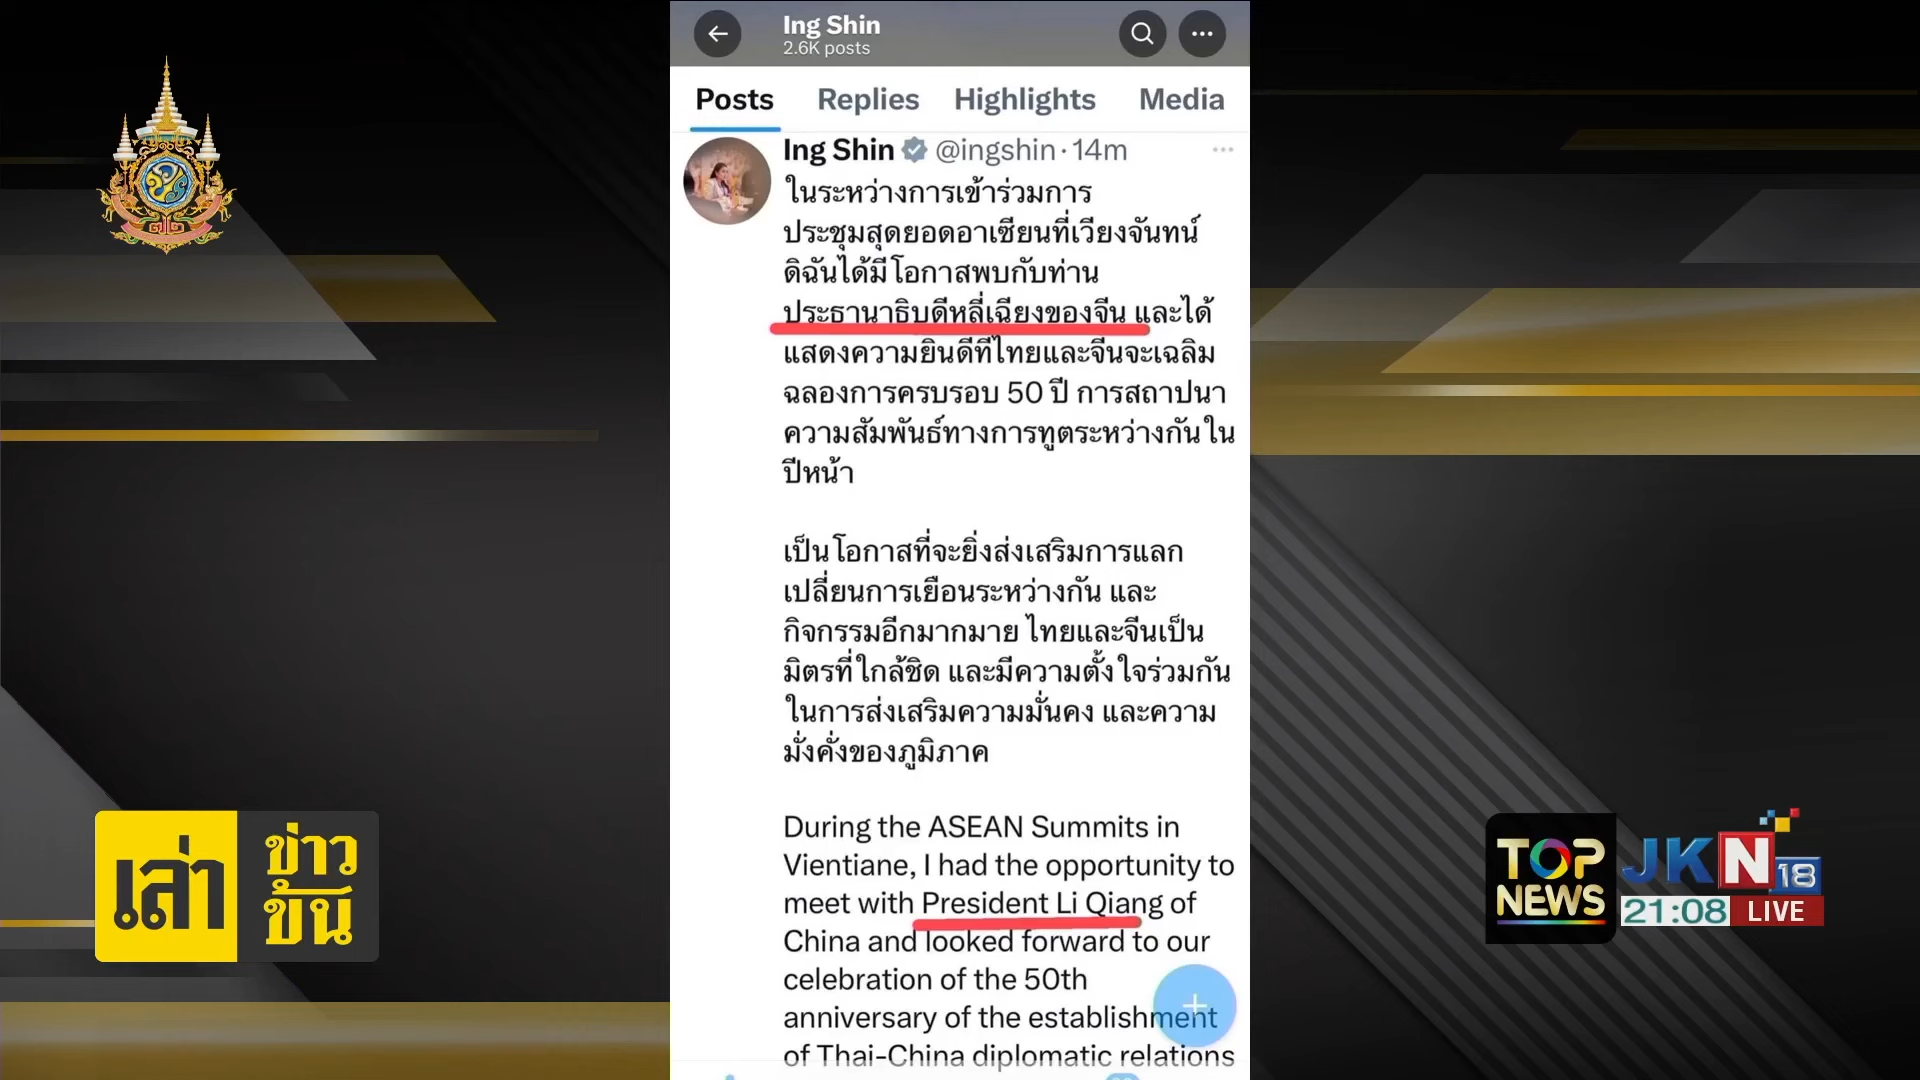 Ing Shin
2.6K posts
Posts Replies Highlights Media
Ing Shin @ingshin · 14m
ในระหว่างการเข้าร่วมการ
ประชุมสุดยอดอาเซียนที่เวียงจันทน์
ดิฉันได้มีโอกาสพบกับท่าน
ประธานาธิบดีหลี่เฉียงของจีน และได้
แสดงความยินดีที่ไทยและจีนจะเฉลิม
ฉลองการครบรอบ 50 ปี การสถาปนา
ความสัมพันธ์ทางการทูตระหว่างกันใน
ปีหน้า
เป็นโอกาสที่จะยิ่งส่งเสริมการแลก
เปลี่ยนการเยือนระหว่างกัน และ
กิจกรรมอีกมากมาย ไทยและจีนเป็น
มิตรที่ใกล้ชิด และมีความตั้งใจร่วมกัน
ในการส่งเสริมความมั่นคง และความ
มั่งคั่งของภูมิภาค
During the ASEAN Summits in
Vientiane, I had the opportunity to
meet with President Li Qiang of
China and looked forward to our
celebration of the 50th
anniversary of the establishment
of Thai-China diplomatic relations
เล่า
ข่าว
ข้น
TOP
NEWS
JKN
18
21:08 LIVE